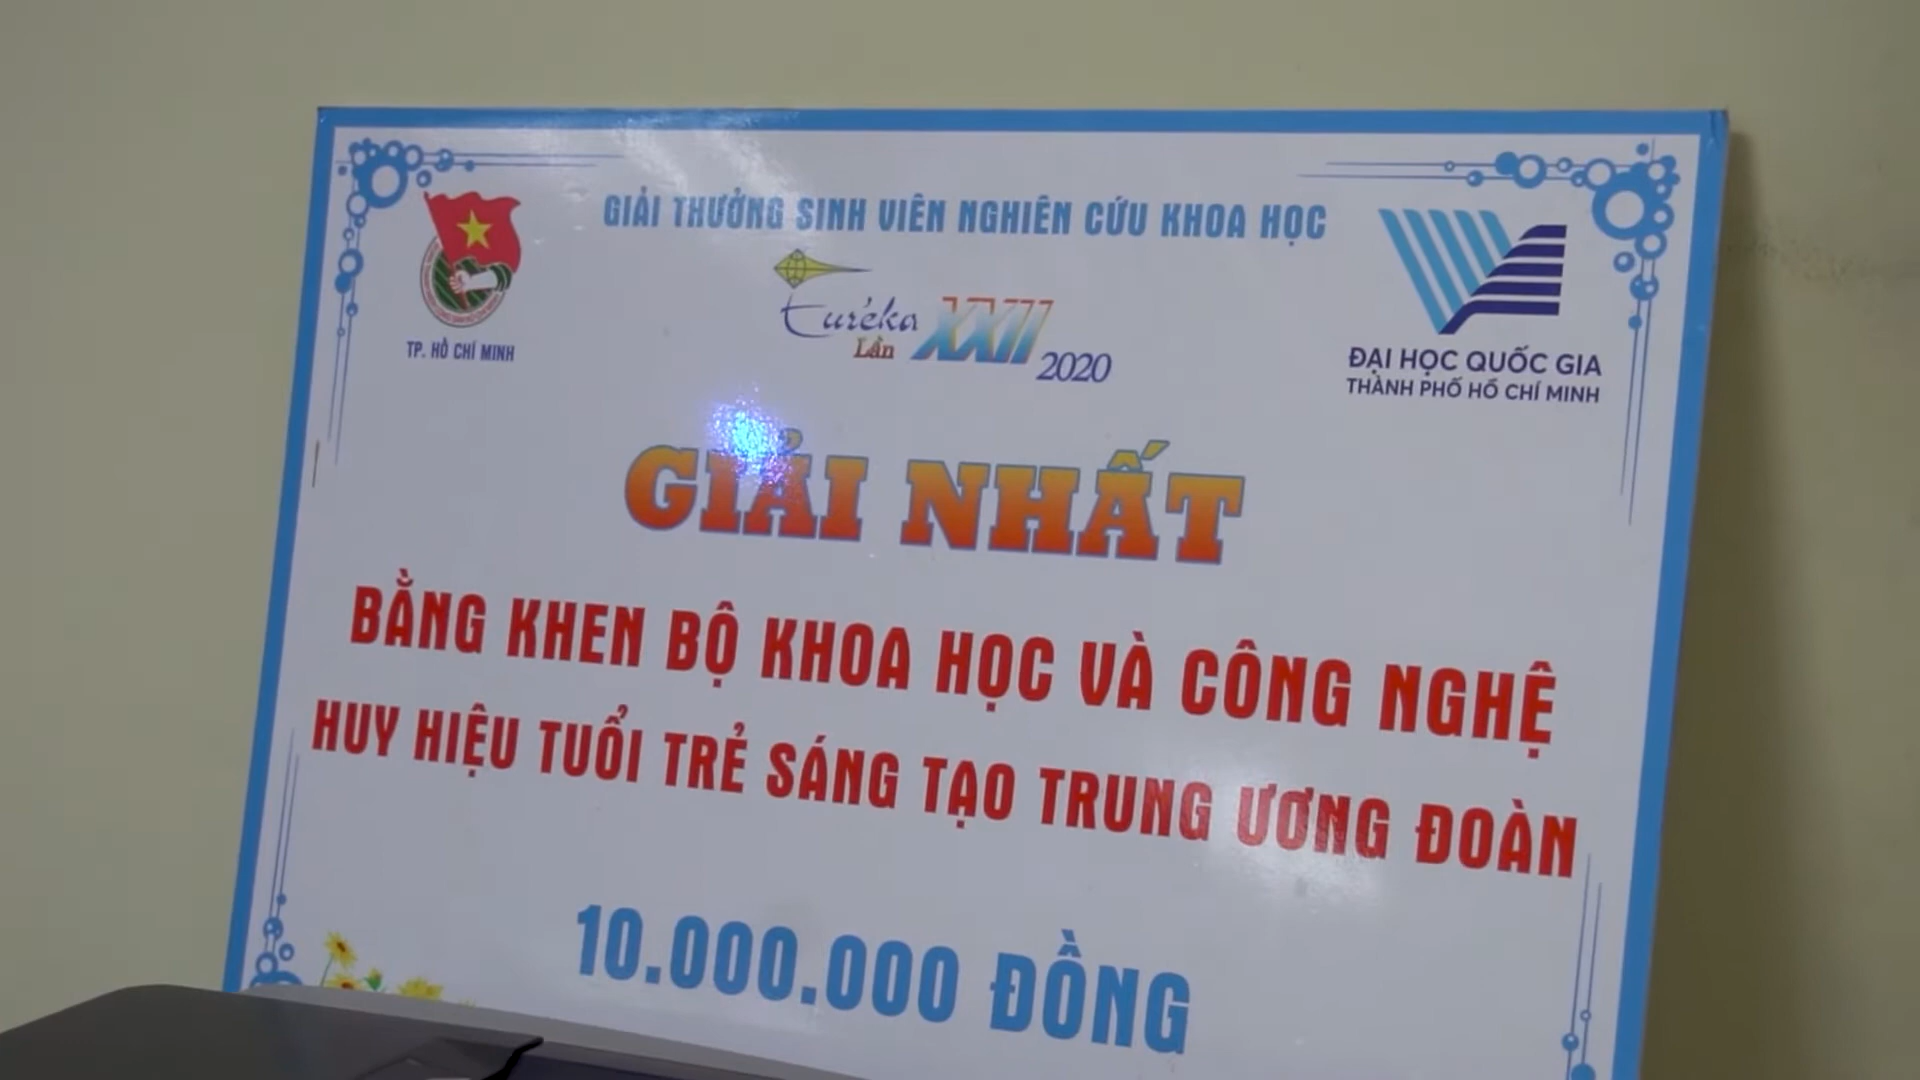 GIẢI THƯỞNG SINH VIÊN NGHIÊN CỨU KHOA HỌC
TP. HỒ CHÍ MINH
Euréka
Lần XXII 2020
ĐẠI HỌC QUỐC GIA
THÀNH PHỐ HỒ CHÍ MINH
GIẢI NHẤT
BẰNG KHEN BỘ KHOA HỌC VÀ CÔNG NGHỆ
HUY HIỆU TUỔI TRẺ SÁNG TẠO TRUNG ƯƠNG ĐOÀN
10.000.000 ĐỒNG